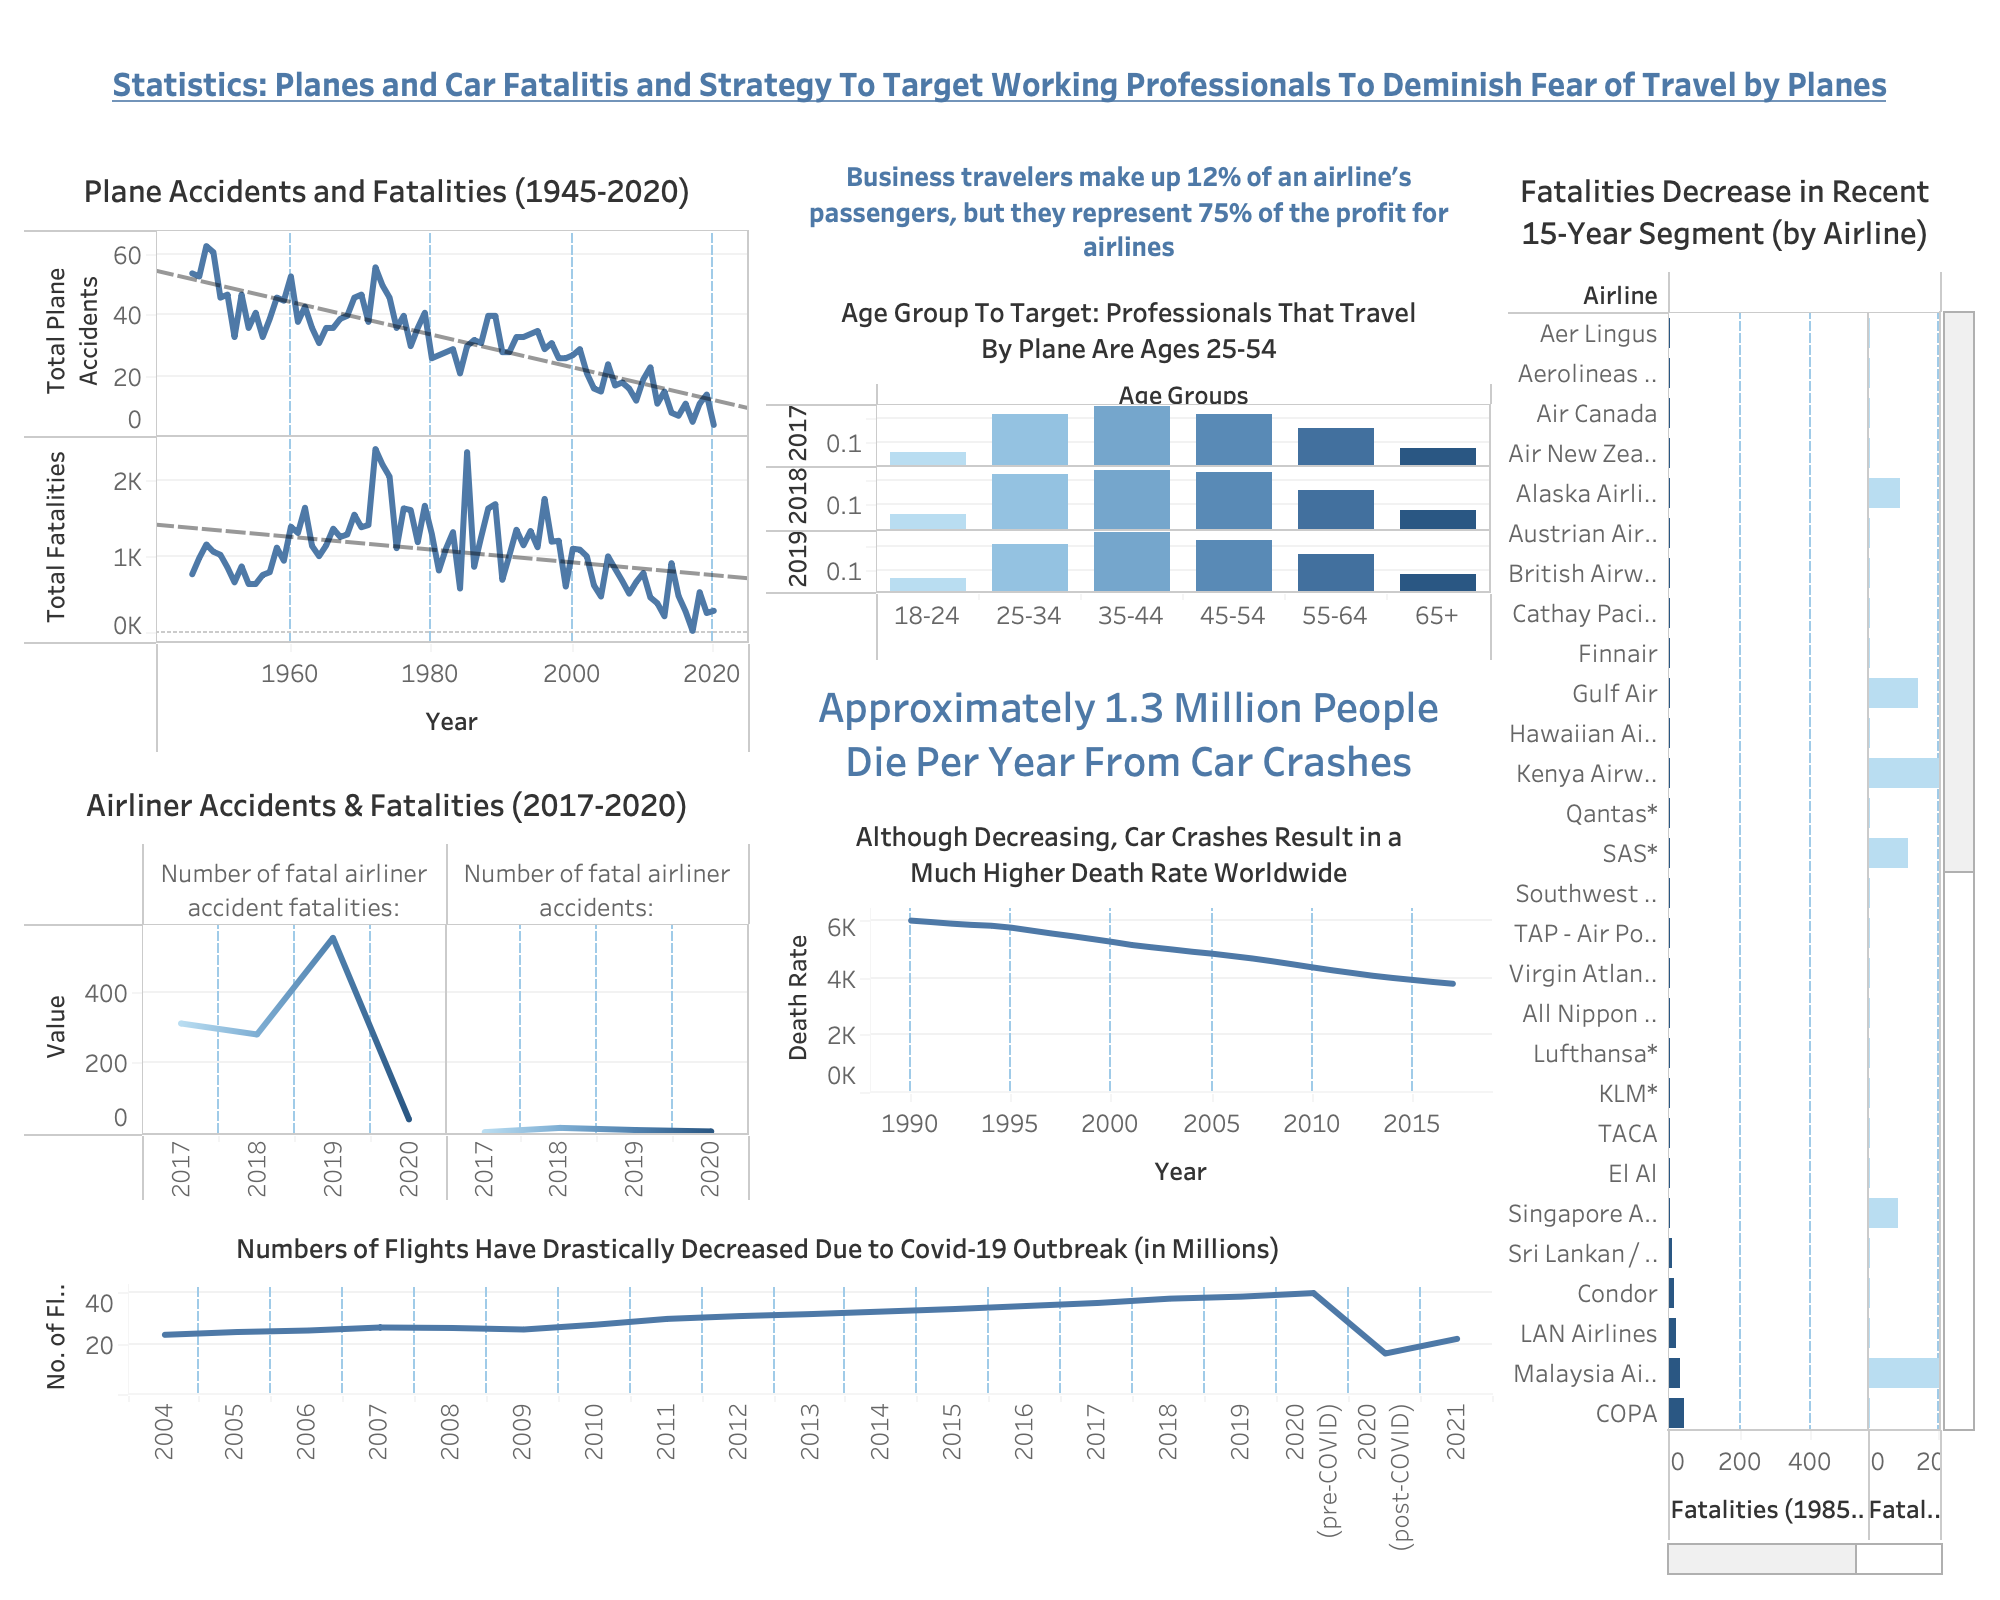 Statistics: Planes and Car Fatalitis and Strategy To Target Working Professionals To Deminish Fear of Travel by Planes
Plane Accidents and Fatalities (1945-2020)
Total Plane
Accidents
60
40
20
0
Total Fatalities
2K
1K
0K
1960
1980
2000
2020
Year
Airliner Accidents & Fatalities (2017-2020)
Number of fatal airliner
accident fatalities:
Number of fatal airliner
accidents:
Value
400
200
0
2017
2018
2019
2020
2017
2018
2019
2020
Business travelers make up 12% of an airline's
passengers, but they represent 75% of the profit for
airlines
Age Group To Target: Professionals That Travel
By Plane Are Ages 25-54
Age Groups
2017
0.1
2018
0.1
2019
0.1
18-24
25-34
35-44
45-54
55-64
65+
Approximately 1.3 Million People
Die Per Year From Car Crashes
Although Decreasing, Car Crashes Result in a
Much Higher Death Rate Worldwide
Death Rate
6K
4K
2K
0K
1990
1995
2000
2005
2010
2015
Year
Numbers of Flights Have Drastically Decreased Due to Covid-19 Outbreak (in Millions)
No. of Fl..
40
20
2004
2005
2006
2007
2008
2009
2010
2011
2012
2013
2014
2015
2016
2017
2018
2019
2020
(pre-COVID)
2020
(post-COVID)
2021
Fatalities Decrease in Recent
15-Year Segment (by Airline)
Airline
Aer Lingus
Aerolineas ..
Air Canada
Air New Zea..
Alaska Airli..
Austrian Air..
British Airw..
Cathay Paci..
Finnair
Gulf Air
Hawaiian Ai..
Kenya Airw..
Qantas*
SAS*
Southwest ..
TAP - Air Po..
Virgin Atlan..
All Nippon ..
Lufthansa*
KLM*
TACA
El Al
Singapore A..
Sri Lankan / ..
Condor
LAN Airlines
Malaysia Ai..
COPA
0
200
400
0
20
Fatalities (1985..
Fatal..